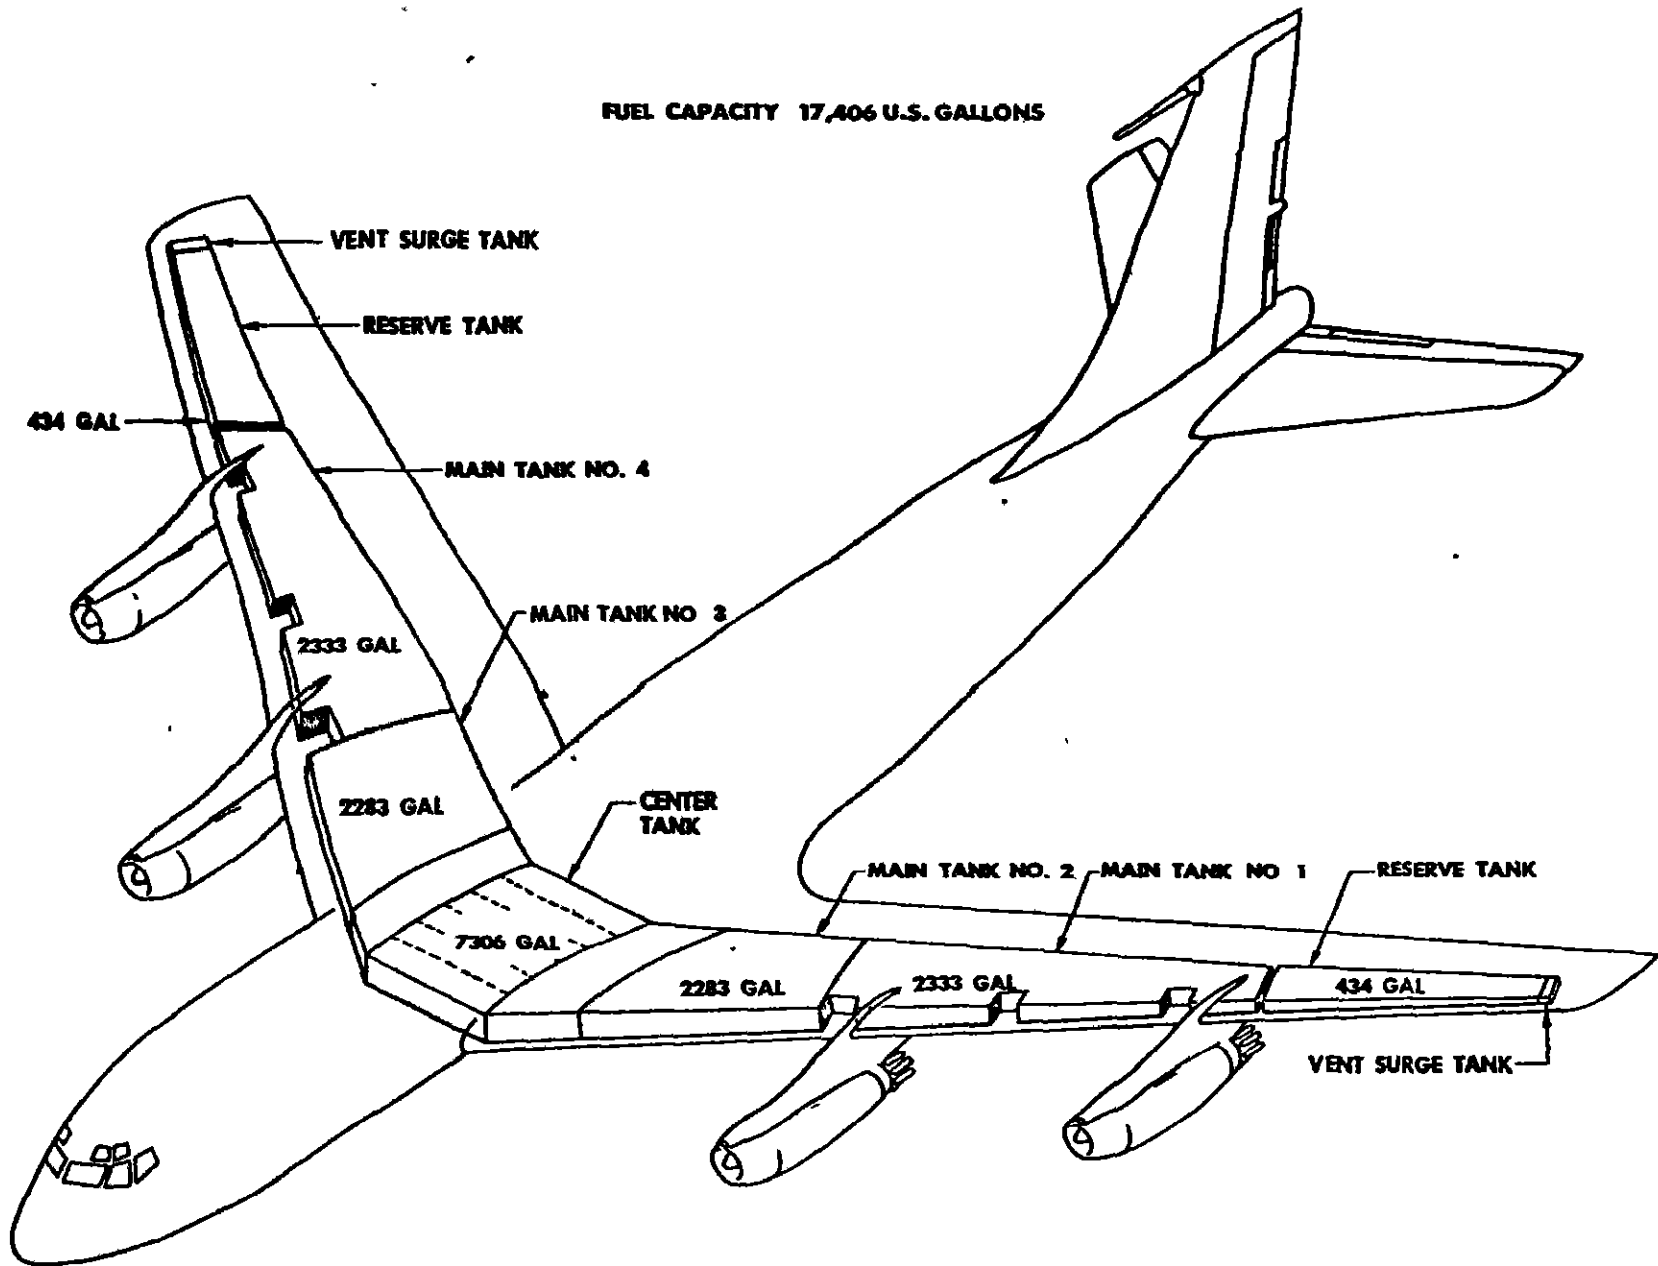 FUEL CAPACITY 17,406 U.S. GALLONS
VENT SURGE TANK
RESERVE TANK
434 GAL
MAIN TANK NO. 4
MAIN TANK NO 3
2333 GAL
2283 GAL
CENTER
TANK
MAIN TANK NO. 2
MAIN TANK NO 1
RESERVE TANK
7306 GAL
2283 GAL
2333 GAL
434 GAL
VENT SURGE TANK